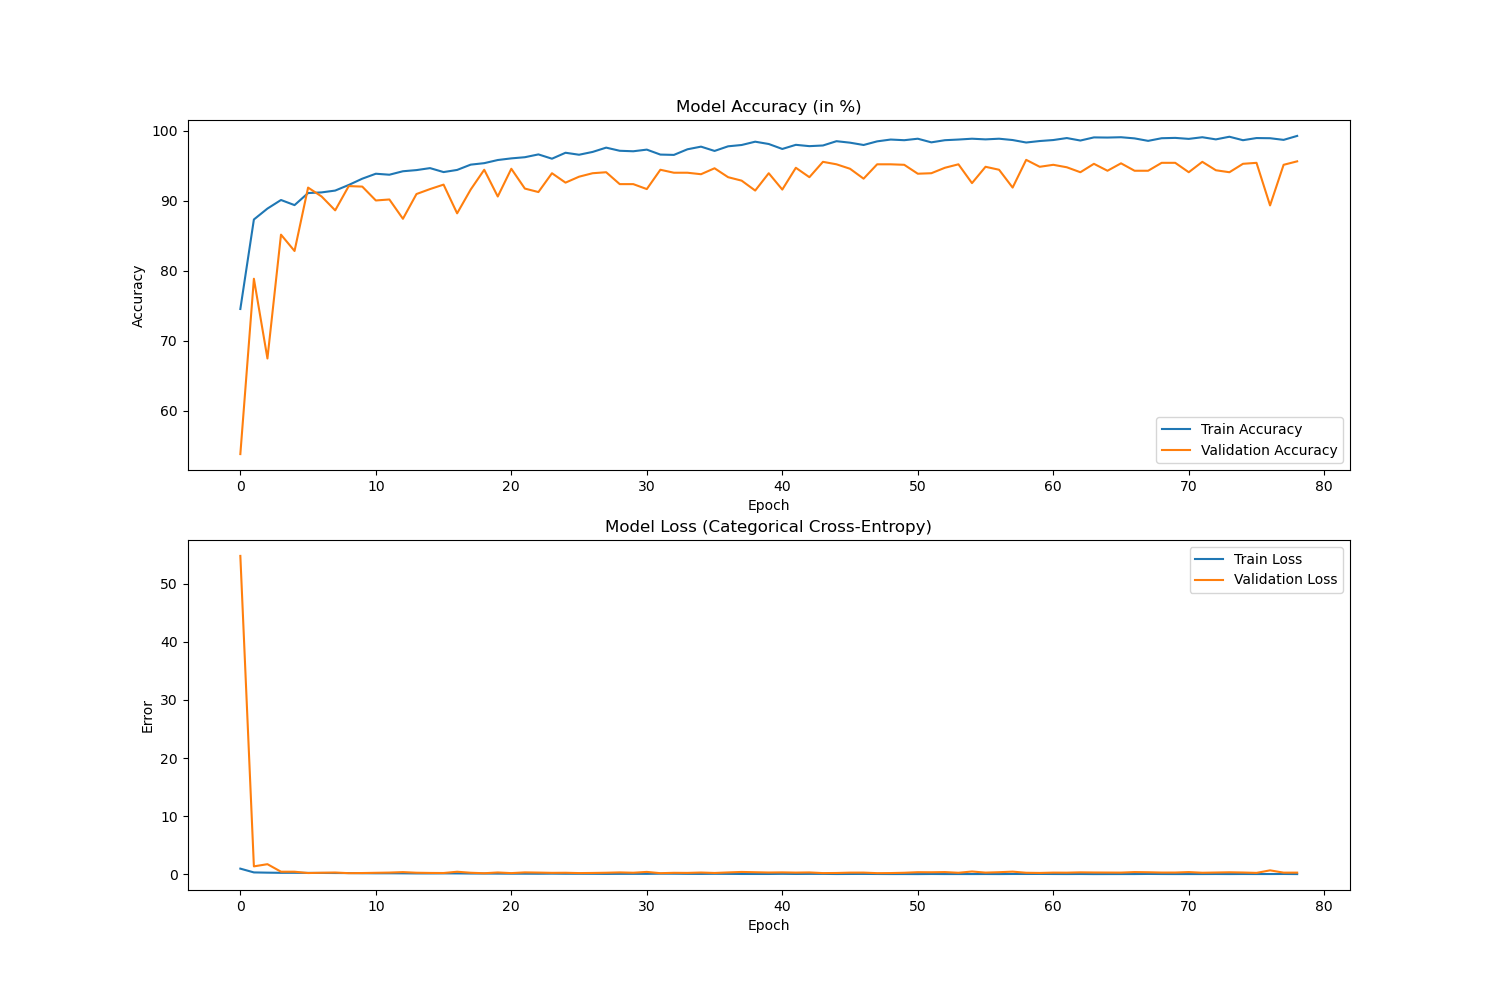 Model Accuracy (in %)
100
90
80
70
60
Accuracy
Train Accuracy
Validation Accuracy
0 10 20 30 40 50 60 70 80
Epoch
Model Loss (Categorical Cross-Entropy)
Train Loss
Validation Loss
50
40
30
20
10
0
Error
0 10 20 30 40 50 60 70 80
Epoch